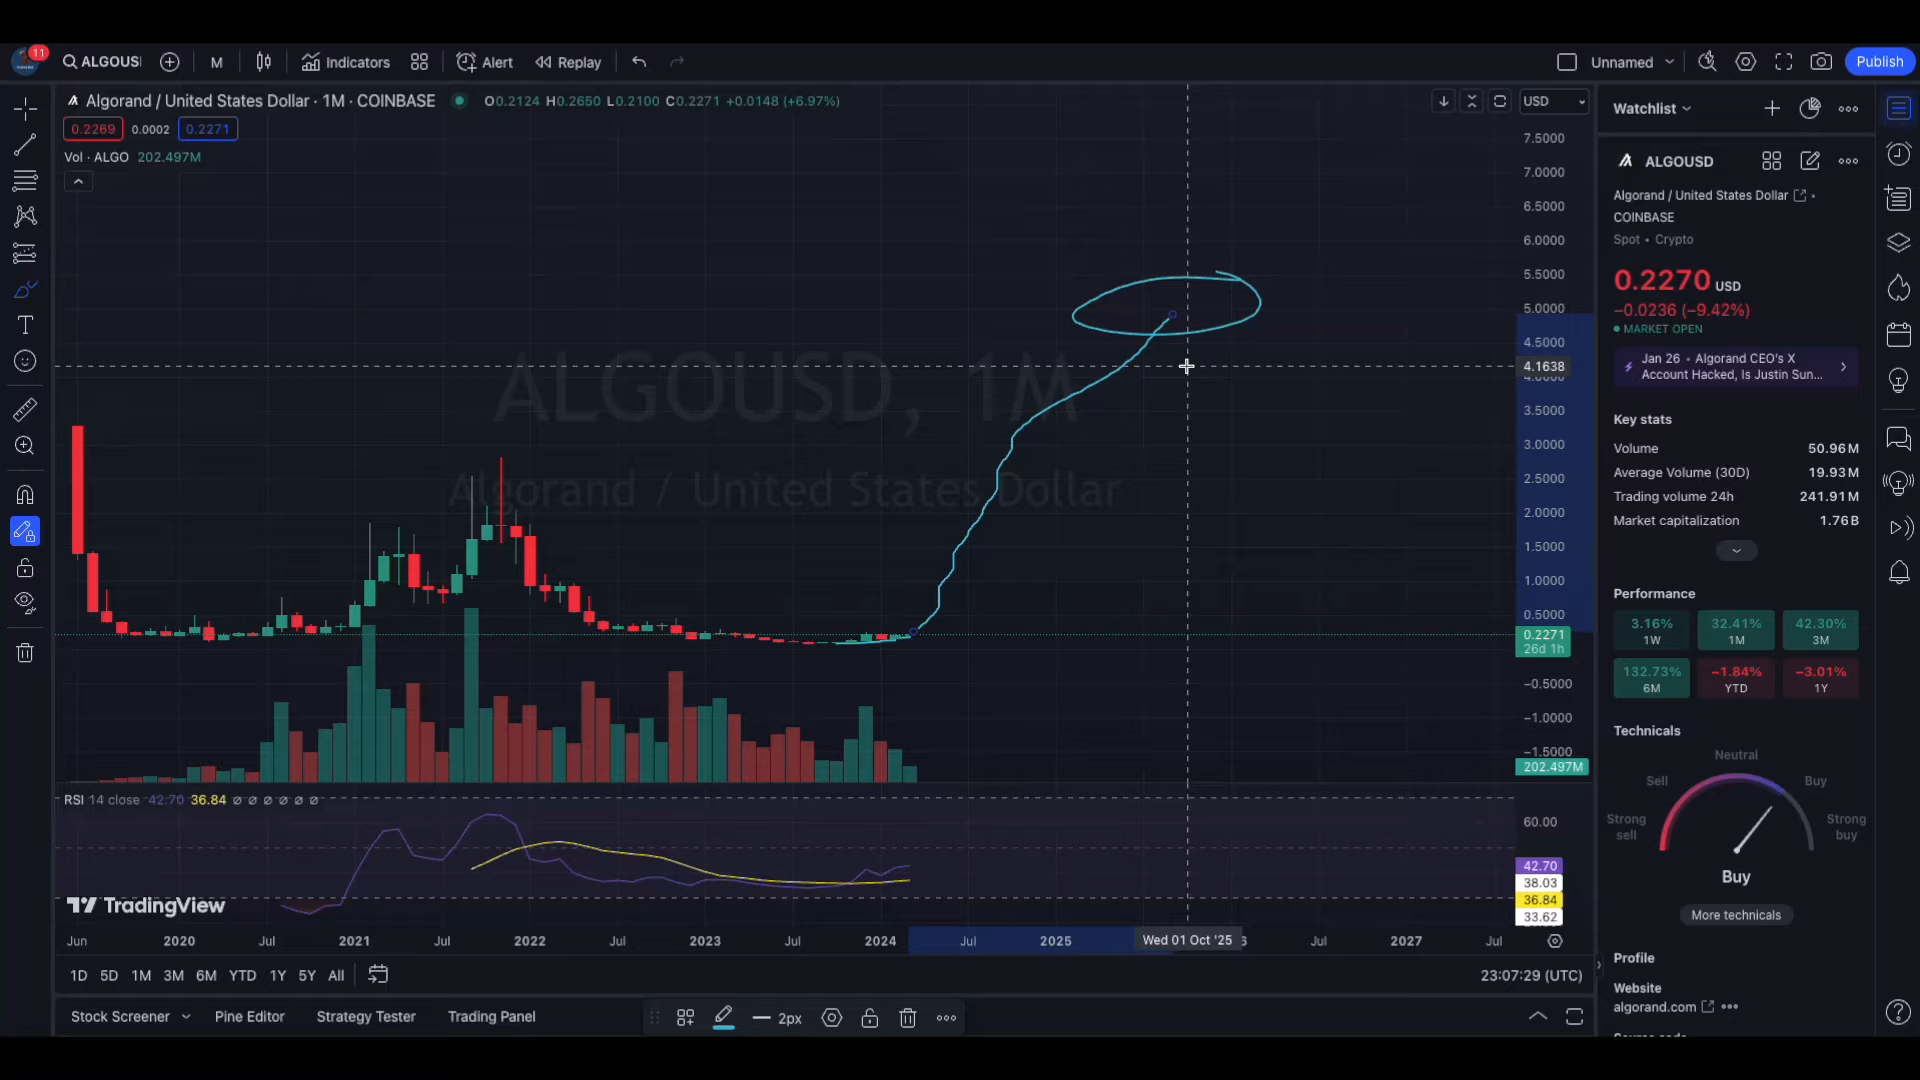 11
ALGOUSI
M
Indicators
Alert
Replay
Unnamed
Publish
Algorand / United States Dollar · 1M · COINBASE
O0.2124 H0.2650 L0.2100 C0.2271 +0.0148 (+6.97%)
USD
0.2269 0.0002 0.2271
Vol · ALGO 202.497M
ALGOUSD, 1M
Algorand / United States Dollar
7.5000
7.0000
6.5000
6.0000
5.5000
5.0000
4.5000
4.1638
4.0000
3.5000
3.0000
2.5000
2.0000
1.5000
1.0000
0.5000
0.2271
26d 1h
−0.5000
−1.0000
−1.5000
202.497M
RSI 14 close 42.70 36.84 ∅ ∅ ∅ ∅ ∅ ∅
60.00
42.70
38.03
36.84
33.62
TradingView
Jun 2020 Jul 2021 Jul 2022 Jul 2023 Jul 2024 Jul 2025 Wed 01 Oct '25 6 Jul 2027 Jul
1D 5D 1M 3M 6M YTD 1Y 5Y All
23:07:29 (UTC)
Stock Screener Pine Editor Strategy Tester Trading Panel
2px
Watchlist
ALGOUSD
Algorand / United States Dollar •
COINBASE
Spot • Crypto
0.2270 USD
−0.0236 (−9.42%)
MARKET OPEN
Jan 26 • Algorand CEO's X
Account Hacked, Is Justin Sun...
Key stats
Volume 50.96M
Average Volume (30D) 19.93M
Trading volume 24h 241.91M
Market capitalization 1.76B
Performance
3.16% 32.41% 42.30%
1W 1M 3M
132.73% −1.84% −3.01%
6M YTD 1Y
Technicals
Neutral
Sell Buy
Strong sell Strong buy
Buy
More technicals
Profile
Website
algorand.com